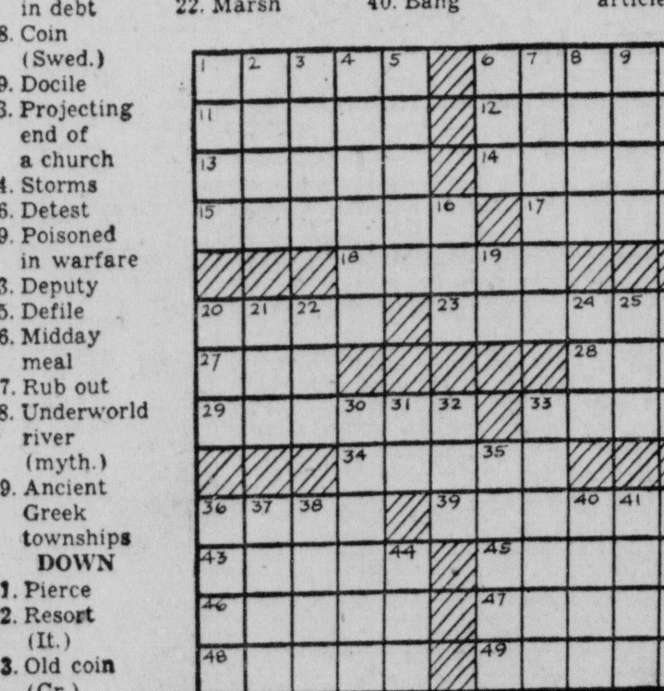 in debt
8. Coin
(Swed.)
9. Docile
3. Projecting
end of
a church
4. Storms
6. Detest
9. Poisoned
in warfare
3. Deputy
5. Defile
6. Midday
meal
7. Rub out
8. Underworld
river
(myth.)
9. Ancient
Greek
townships
DOWN
1. Pierce
2. Resort
(It.)
3. Old coin
(Gr.)
22. Marsh
40. Bang
article
1 2 3 4 5 6 7 8 9
11 12
13 14
15 16 17
18 19
20 21 22 23 24 25
27 28
29 30 31 32 33
34 35
36 37 38 39 40 41
43 44 45
46 47
48 49